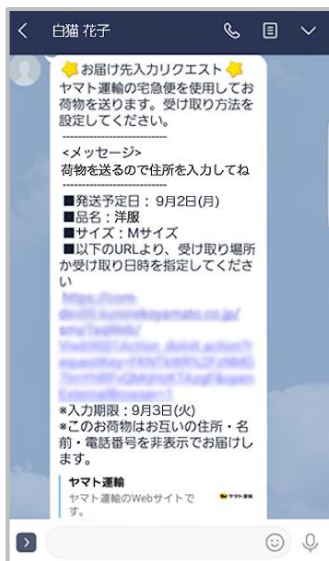 白猫 花子
⭐お届け先入力リクエスト⭐
ヤマト運輸の宅急便を使用してお
荷物を送ります。受け取り方法を
設定してください。
--------------------------
<メッセージ>
荷物を送るので住所を入力してね
--------------------------
■発送予定日：9月2日(月)
■品名：洋服
■サイズ：Mサイズ
■以下のURLより、受け取り場所
か受け取り日時を指定してくださ
い
※入力期限：9月3日(火)
※このお荷物はお互いの住所・名
前・電話番号を非表示でお届けし
ます。
ヤマト運輸
ヤマト運輸のWebサイトで
す。
ヤマト運輸